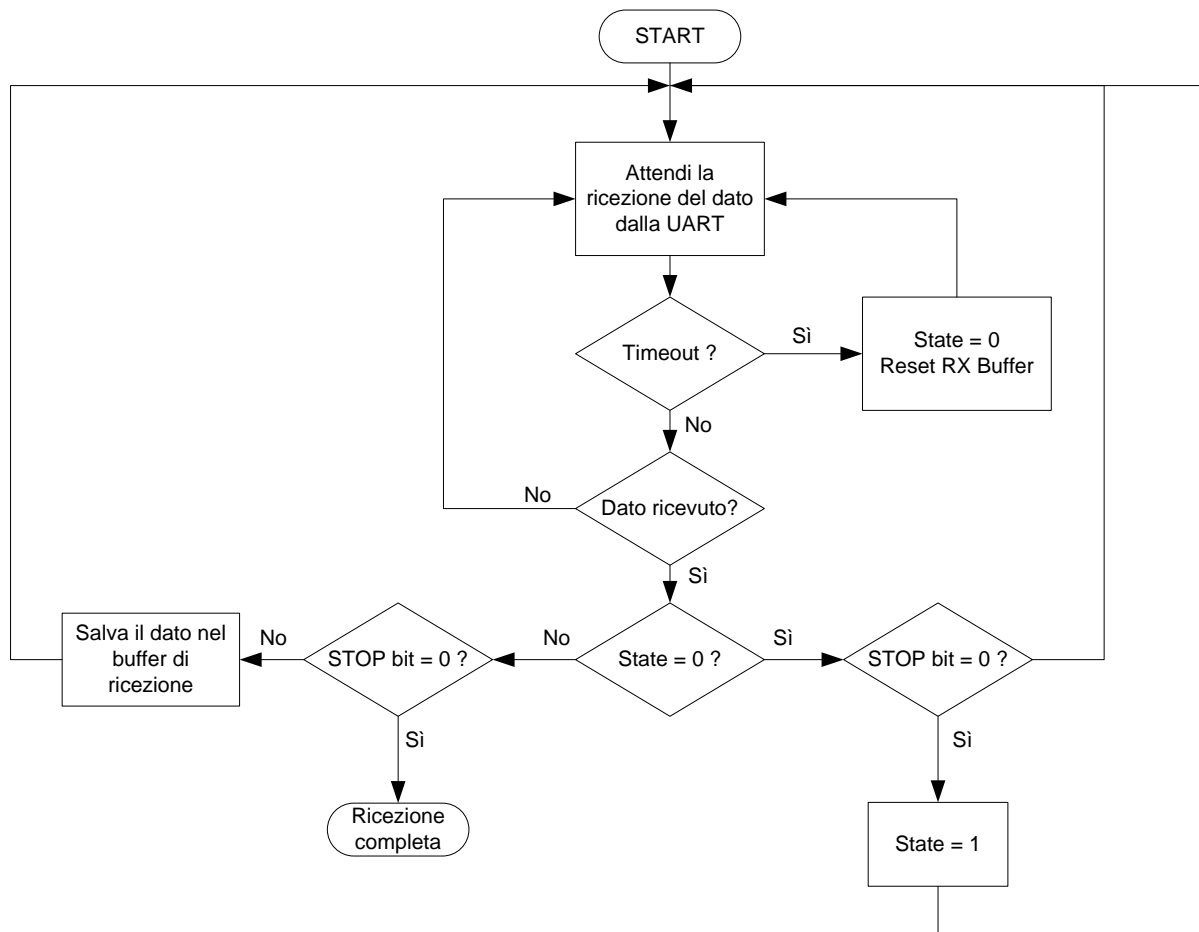 START
Attendi la
ricezione del dato
dalla UART
Timeout ?
Sì
State = 0
Reset RX Buffer
No
Dato ricevuto?
No
Sì
Salva il dato nel
buffer di
ricezione
No
STOP bit = 0 ?
No
State = 0 ?
Sì
STOP bit = 0 ?
Sì
Sì
Ricezione
completa
State = 1